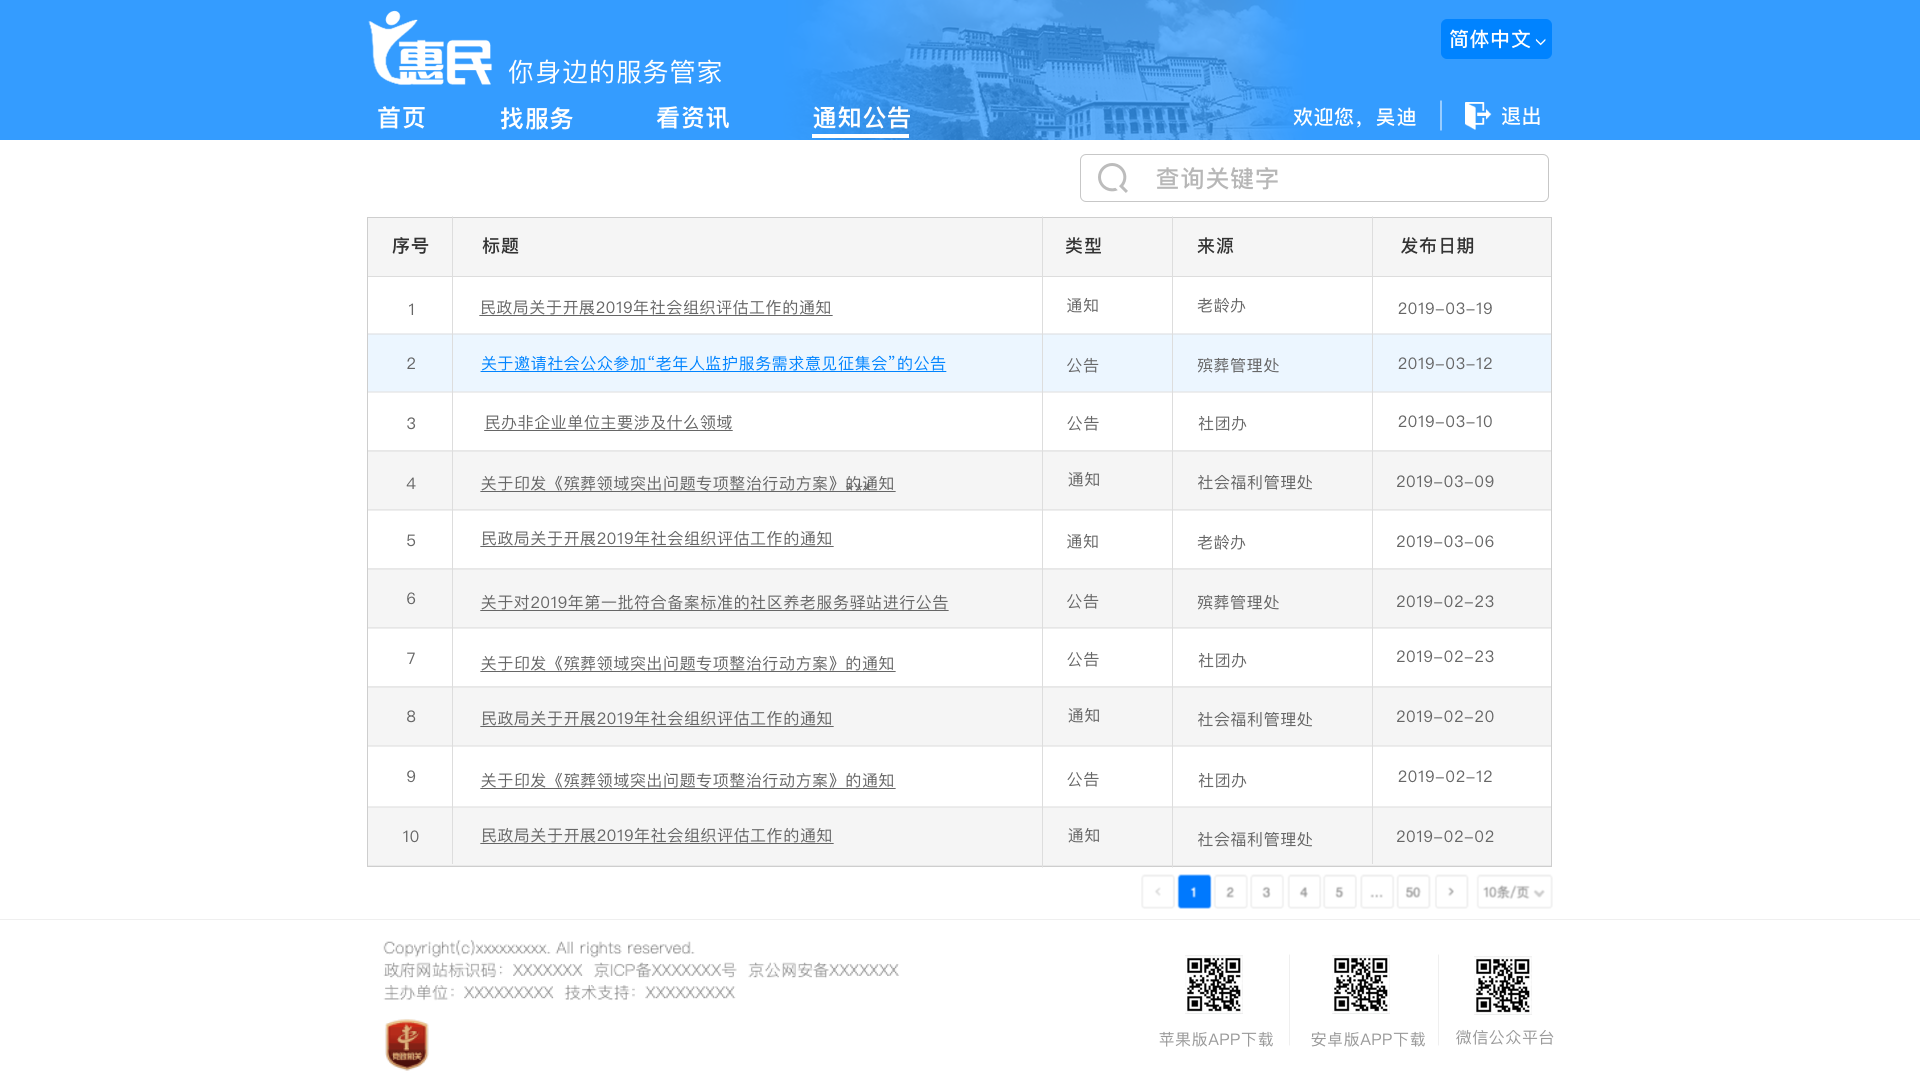 惠民 你身边的服务管家
简体中文
首页 找服务 看资讯 通知公告 欢迎您，吴迪 退出
查询关键字
序号 标题 类型 来源 发布日期
1 民政局关于开展2019年社会组织评估工作的通知 通知 老龄办 2019-03-19
2 关于邀请社会公众参加“老年人监护服务需求意见征集会”的公告 公告 殡葬管理处 2019-03-12
3 民办非企业单位主要涉及什么领域 公告 社团办 2019-03-10
4 关于印发《殡葬领域突出问题专项整治行动方案》的通知 通知 社会福利管理处 2019-03-09
5 民政局关于开展2019年社会组织评估工作的通知 通知 老龄办 2019-03-06
6 关于对2019年第一批符合备案标准的社区养老服务驿站进行公告 公告 殡葬管理处 2019-02-23
7 关于印发《殡葬领域突出问题专项整治行动方案》的通知 公告 社团办 2019-02-23
8 民政局关于开展2019年社会组织评估工作的通知 通知 社会福利管理处 2019-02-20
9 关于印发《殡葬领域突出问题专项整治行动方案》的通知 公告 社团办 2019-02-12
10 民政局关于开展2019年社会组织评估工作的通知 通知 社会福利管理处 2019-02-02
< 1 2 3 4 5 ... 50 > 10条/页
Copyright(c)xxxxxxxxx. All rights reserved.
政府网站标识码：XXXXXXX 京ICP备XXXXXXX号 京公网安备XXXXXXX
主办单位：XXXXXXXXX 技术支持：XXXXXXXXX
党政机关
苹果版APP下载 安卓版APP下载 微信公众平台